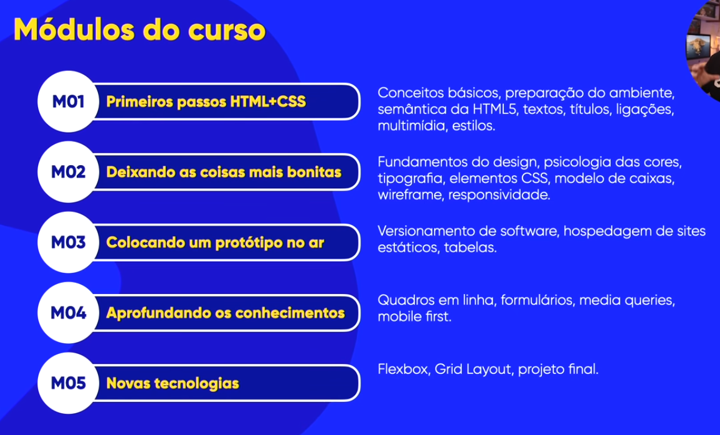 Módulos do curso
M01
Primeiros passos HTML+CSS
Conceitos básicos, preparação do ambiente,
semântica da HTML5, textos, títulos, ligações,
multimídia, estilos.
M02
Deixando as coisas mais bonitas
Fundamentos do design, psicologia das cores,
tipografia, elementos CSS, modelo de caixas,
wireframe, responsividade.
M03
Colocando um protótipo no ar
Versionamento de software, hospedagem de sites
estáticos, tabelas.
M04
Aprofundando os conhecimentos
Quadros em linha, formulários, media queries,
mobile first.
M05
Novas tecnologias
Flexbox, Grid Layout, projeto final.